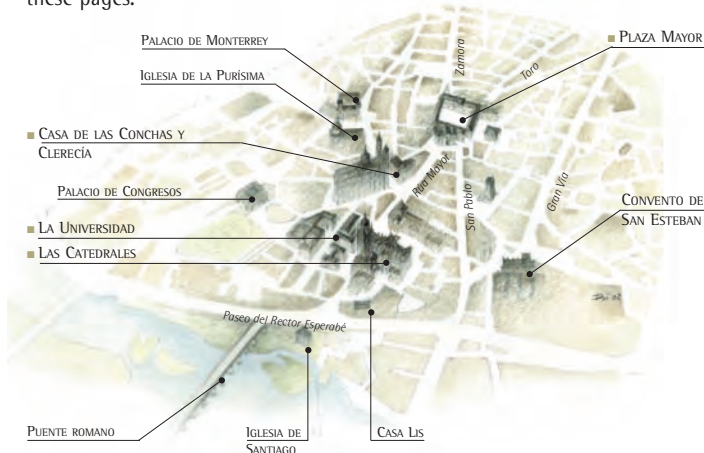 these pages.
PALACIO DE MONTERREY
PLAZA MAYOR
Zamora
Toro
IGLESIA DE LA PURÍSIMA
CASA DE LAS CONCHAS Y
CLERECÍA
Rúa Mayor
PALACIO DE CONGRESOS
San Pablo
Gran Vía
CONVENTO DE
SAN ESTEBAN
LA UNIVERSIDAD
LAS CATEDRALES
Paseo del Rector Esperabé
PUENTE ROMANO
IGLESIA DE
SANTIAGO
CASA LIS